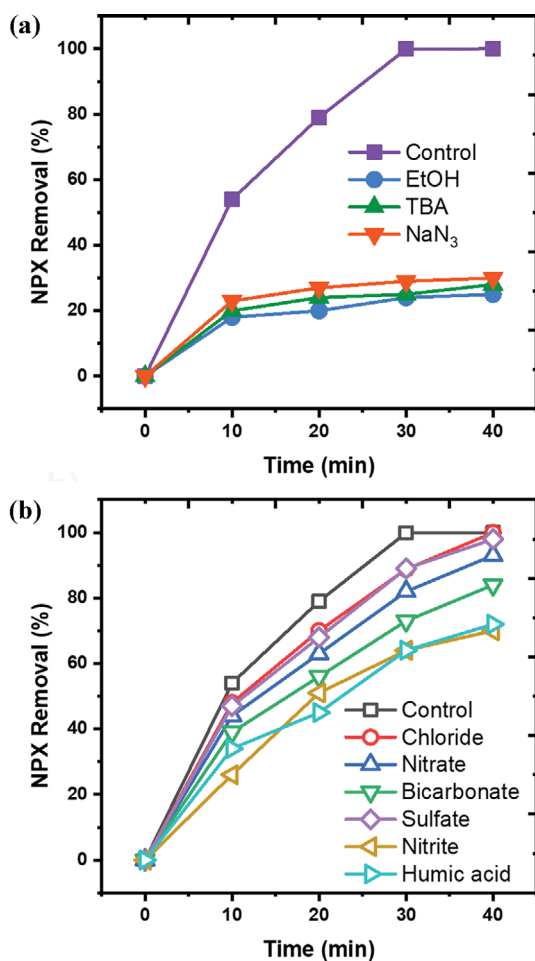 (a)
100
80
60
40
20
0
NPX Removal (%)
Control
EtOH
TBA
NaN₃
0 10 20 30 40
Time (min)
(b)
100
80
60
40
20
0
NPX Removal (%)
Control
Chloride
Nitrate
Bicarbonate
Sulfate
Nitrite
Humic acid
0 10 20 30 40
Time (min)